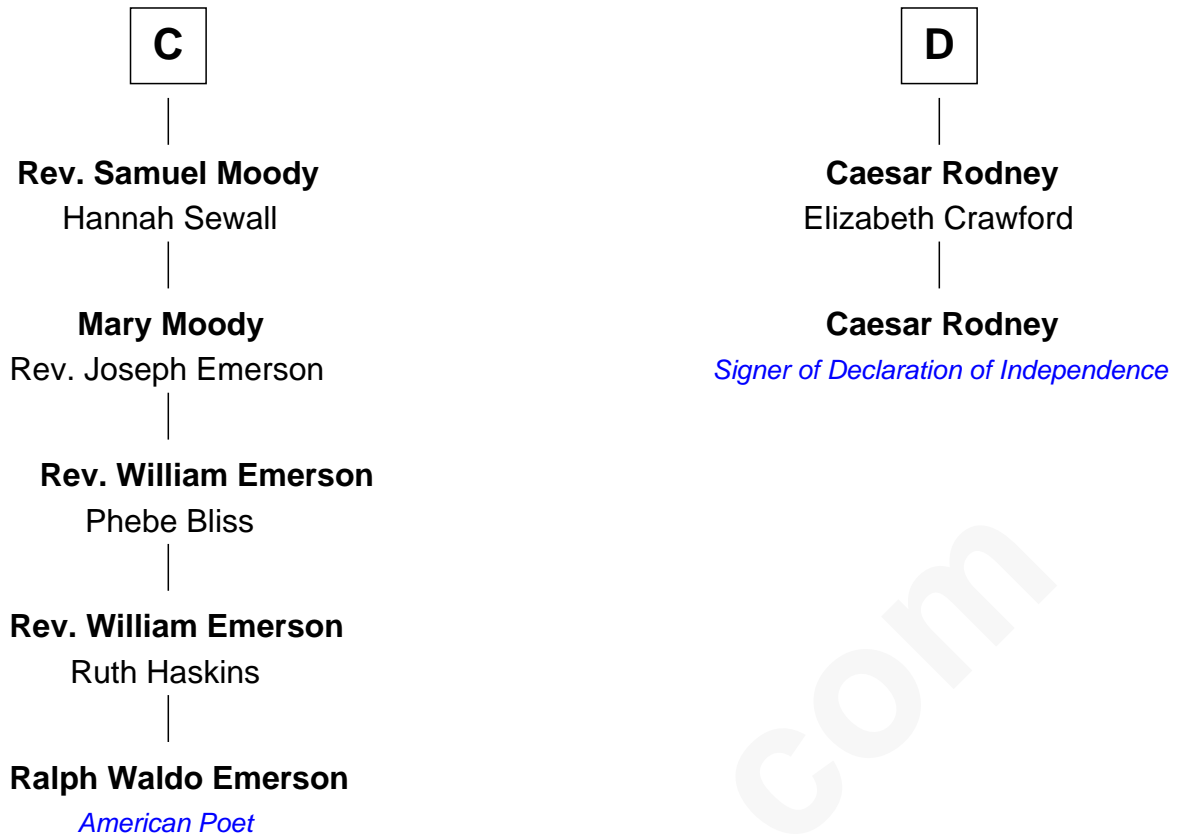 C
Rev. Samuel Moody
Hannah Sewall
Mary Moody
Rev. Joseph Emerson
Rev. William Emerson
Phebe Bliss
Rev. William Emerson
Ruth Haskins
Ralph Waldo Emerson
American Poet
D
Caesar Rodney
Elizabeth Crawford
Caesar Rodney
Signer of Declaration of Independence
com